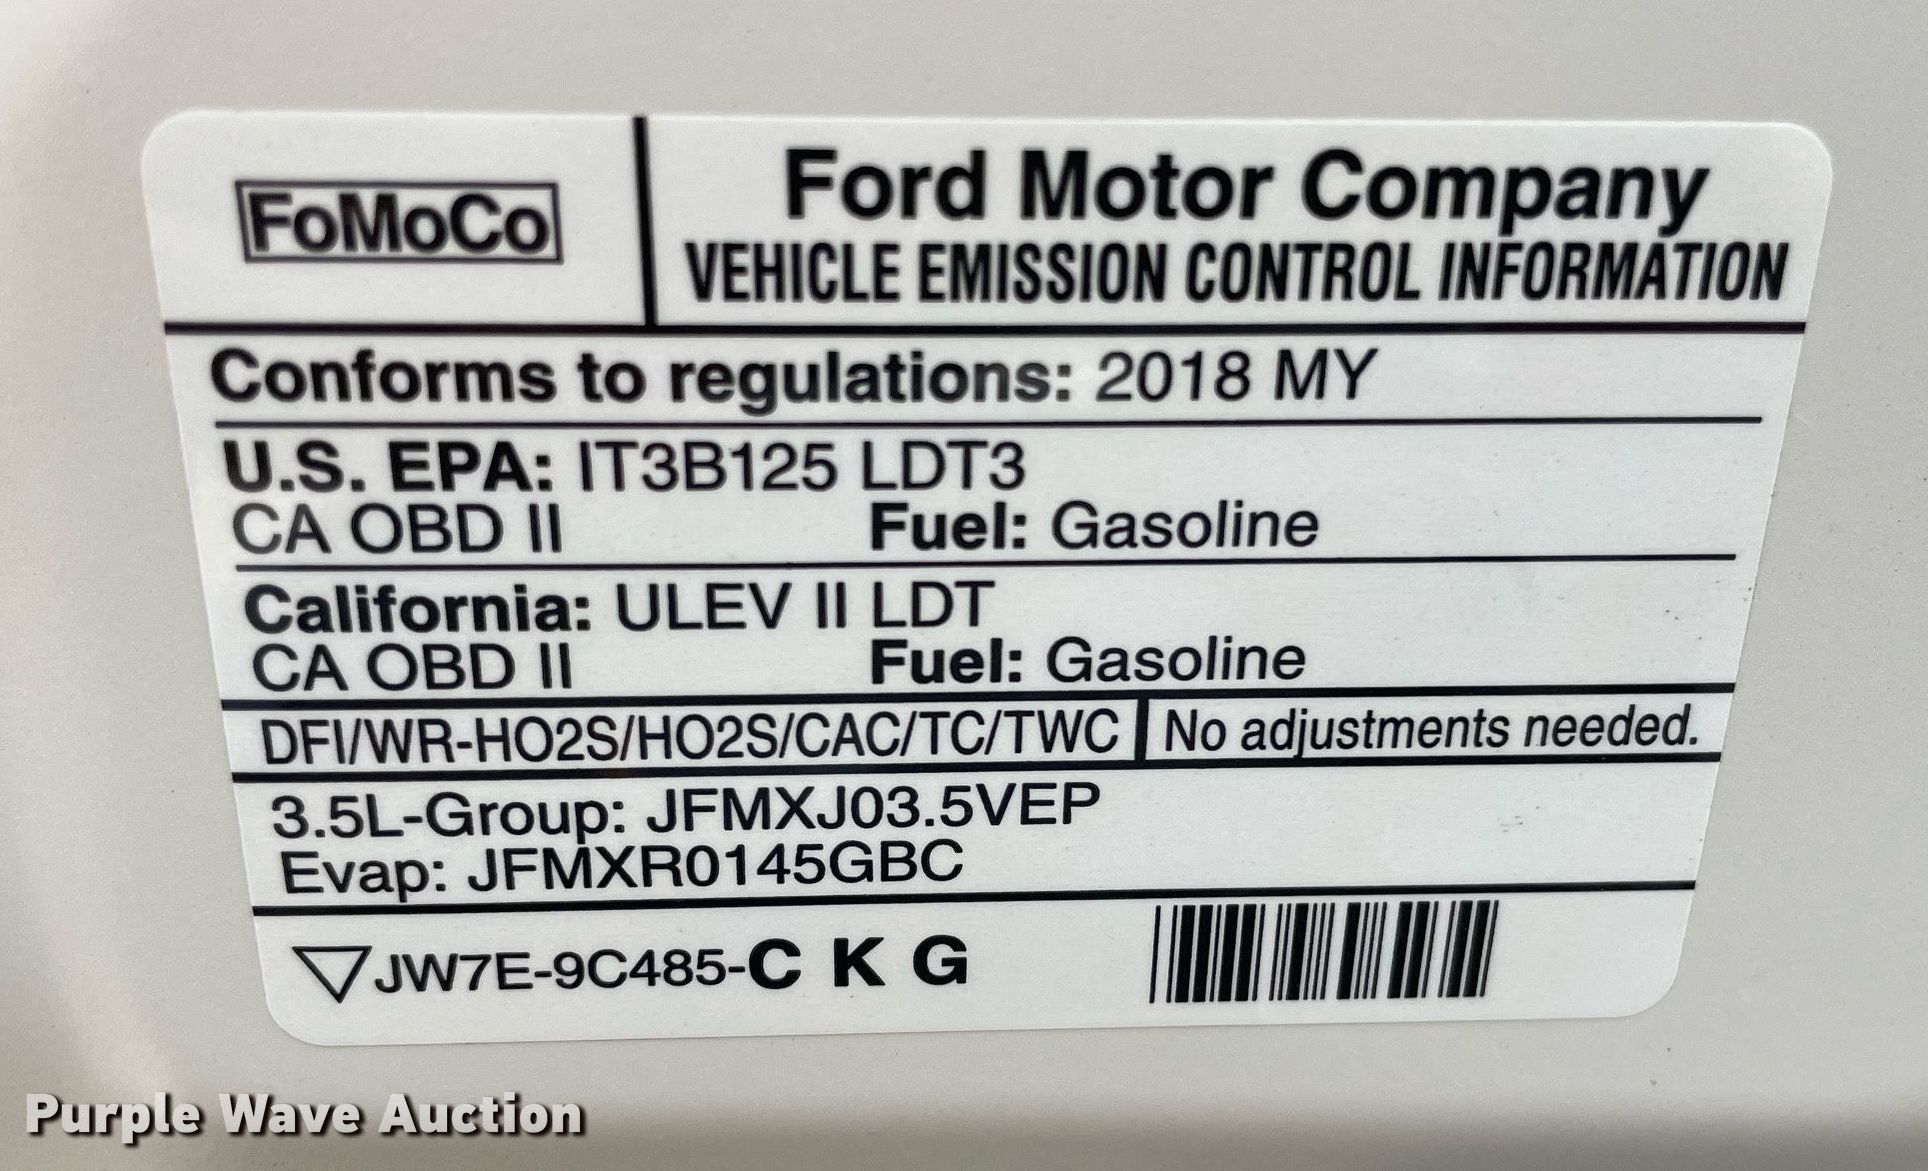 FoMoCo
Ford Motor Company
VEHICLE EMISSION CONTROL INFORMATION
Conforms to regulations: 2018 MY
U.S. EPA: IT3B125 LDT3
CA OBD II Fuel: Gasoline
California: ULEV II LDT
CA OBD II Fuel: Gasoline
DFI/WR-HO2S/HO2S/CAC/TC/TWC No adjustments needed.
3.5L-Group: JFMXJ03.5VEP
Evap: JFMXR0145GBC
JW7E-9C485-C K G
Purple Wave Auction